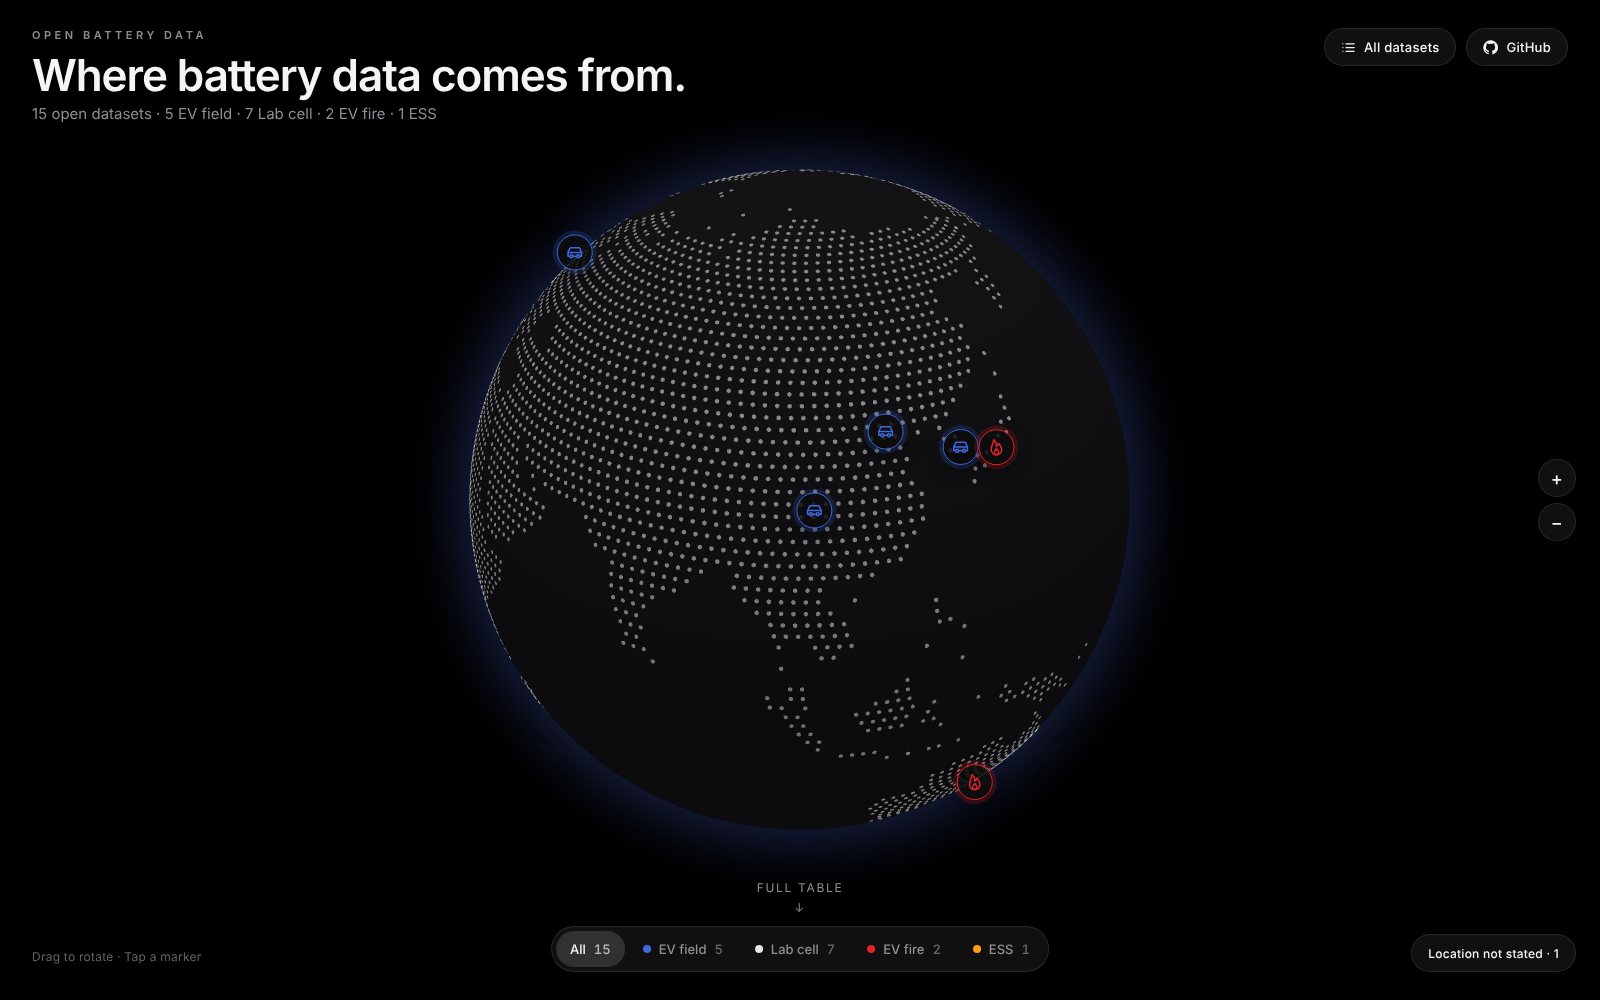 OPEN BATTERY DATA
Where battery data comes from.
15 open datasets · 5 EV field · 7 Lab cell · 2 EV fire · 1 ESS
All datasets
GitHub
+
−
FULL TABLE
↓
All 15
EV field 5
Lab cell 7
EV fire 2
ESS 1
Drag to rotate · Tap a marker
Location not stated · 1